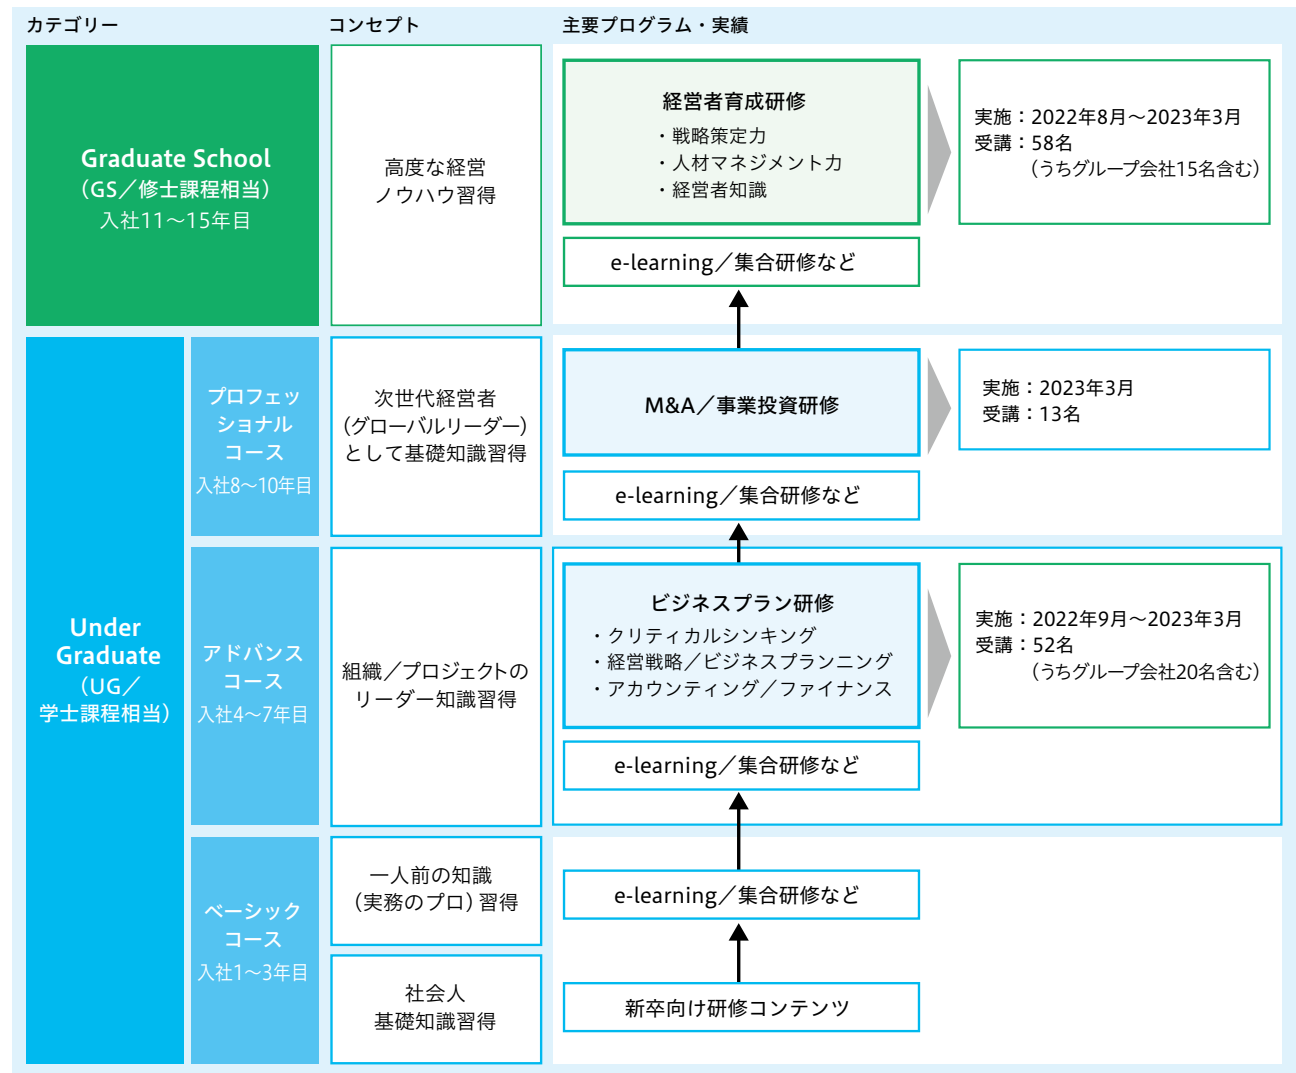 カテゴリー
コンセプト
主要プログラム・実績
Graduate School
（GS／修士課程相当）
入社11～15年目
高度な経営
ノウハウ習得
経営者育成研修
・戦略策定力
・人材マネジメント力
・経営者知識
e-learning／集合研修など
実施：2022年8月～2023年3月
受講：58名
（うちグループ会社15名含む）
Under
Graduate
（UG／
学士課程相当）
プロフェッ
ショナル
コース
入社8～10年目
次世代経営者
（グローバルリーダー）
として基礎知識習得
M&A／事業投資研修
e-learning／集合研修など
実施：2023年3月
受講：13名
アドバンス
コース
入社4～7年目
組織／プロジェクトの
リーダー知識習得
ビジネスプラン研修
・クリティカルシンキング
・経営戦略／ビジネスプランニング
・アカウンティング／ファイナンス
e-learning／集合研修など
実施：2022年9月～2023年3月
受講：52名
（うちグループ会社20名含む）
ベーシック
コース
入社1～3年目
一人前の知識
（実務のプロ）習得
e-learning／集合研修など
社会人
基礎知識習得
新卒向け研修コンテンツ